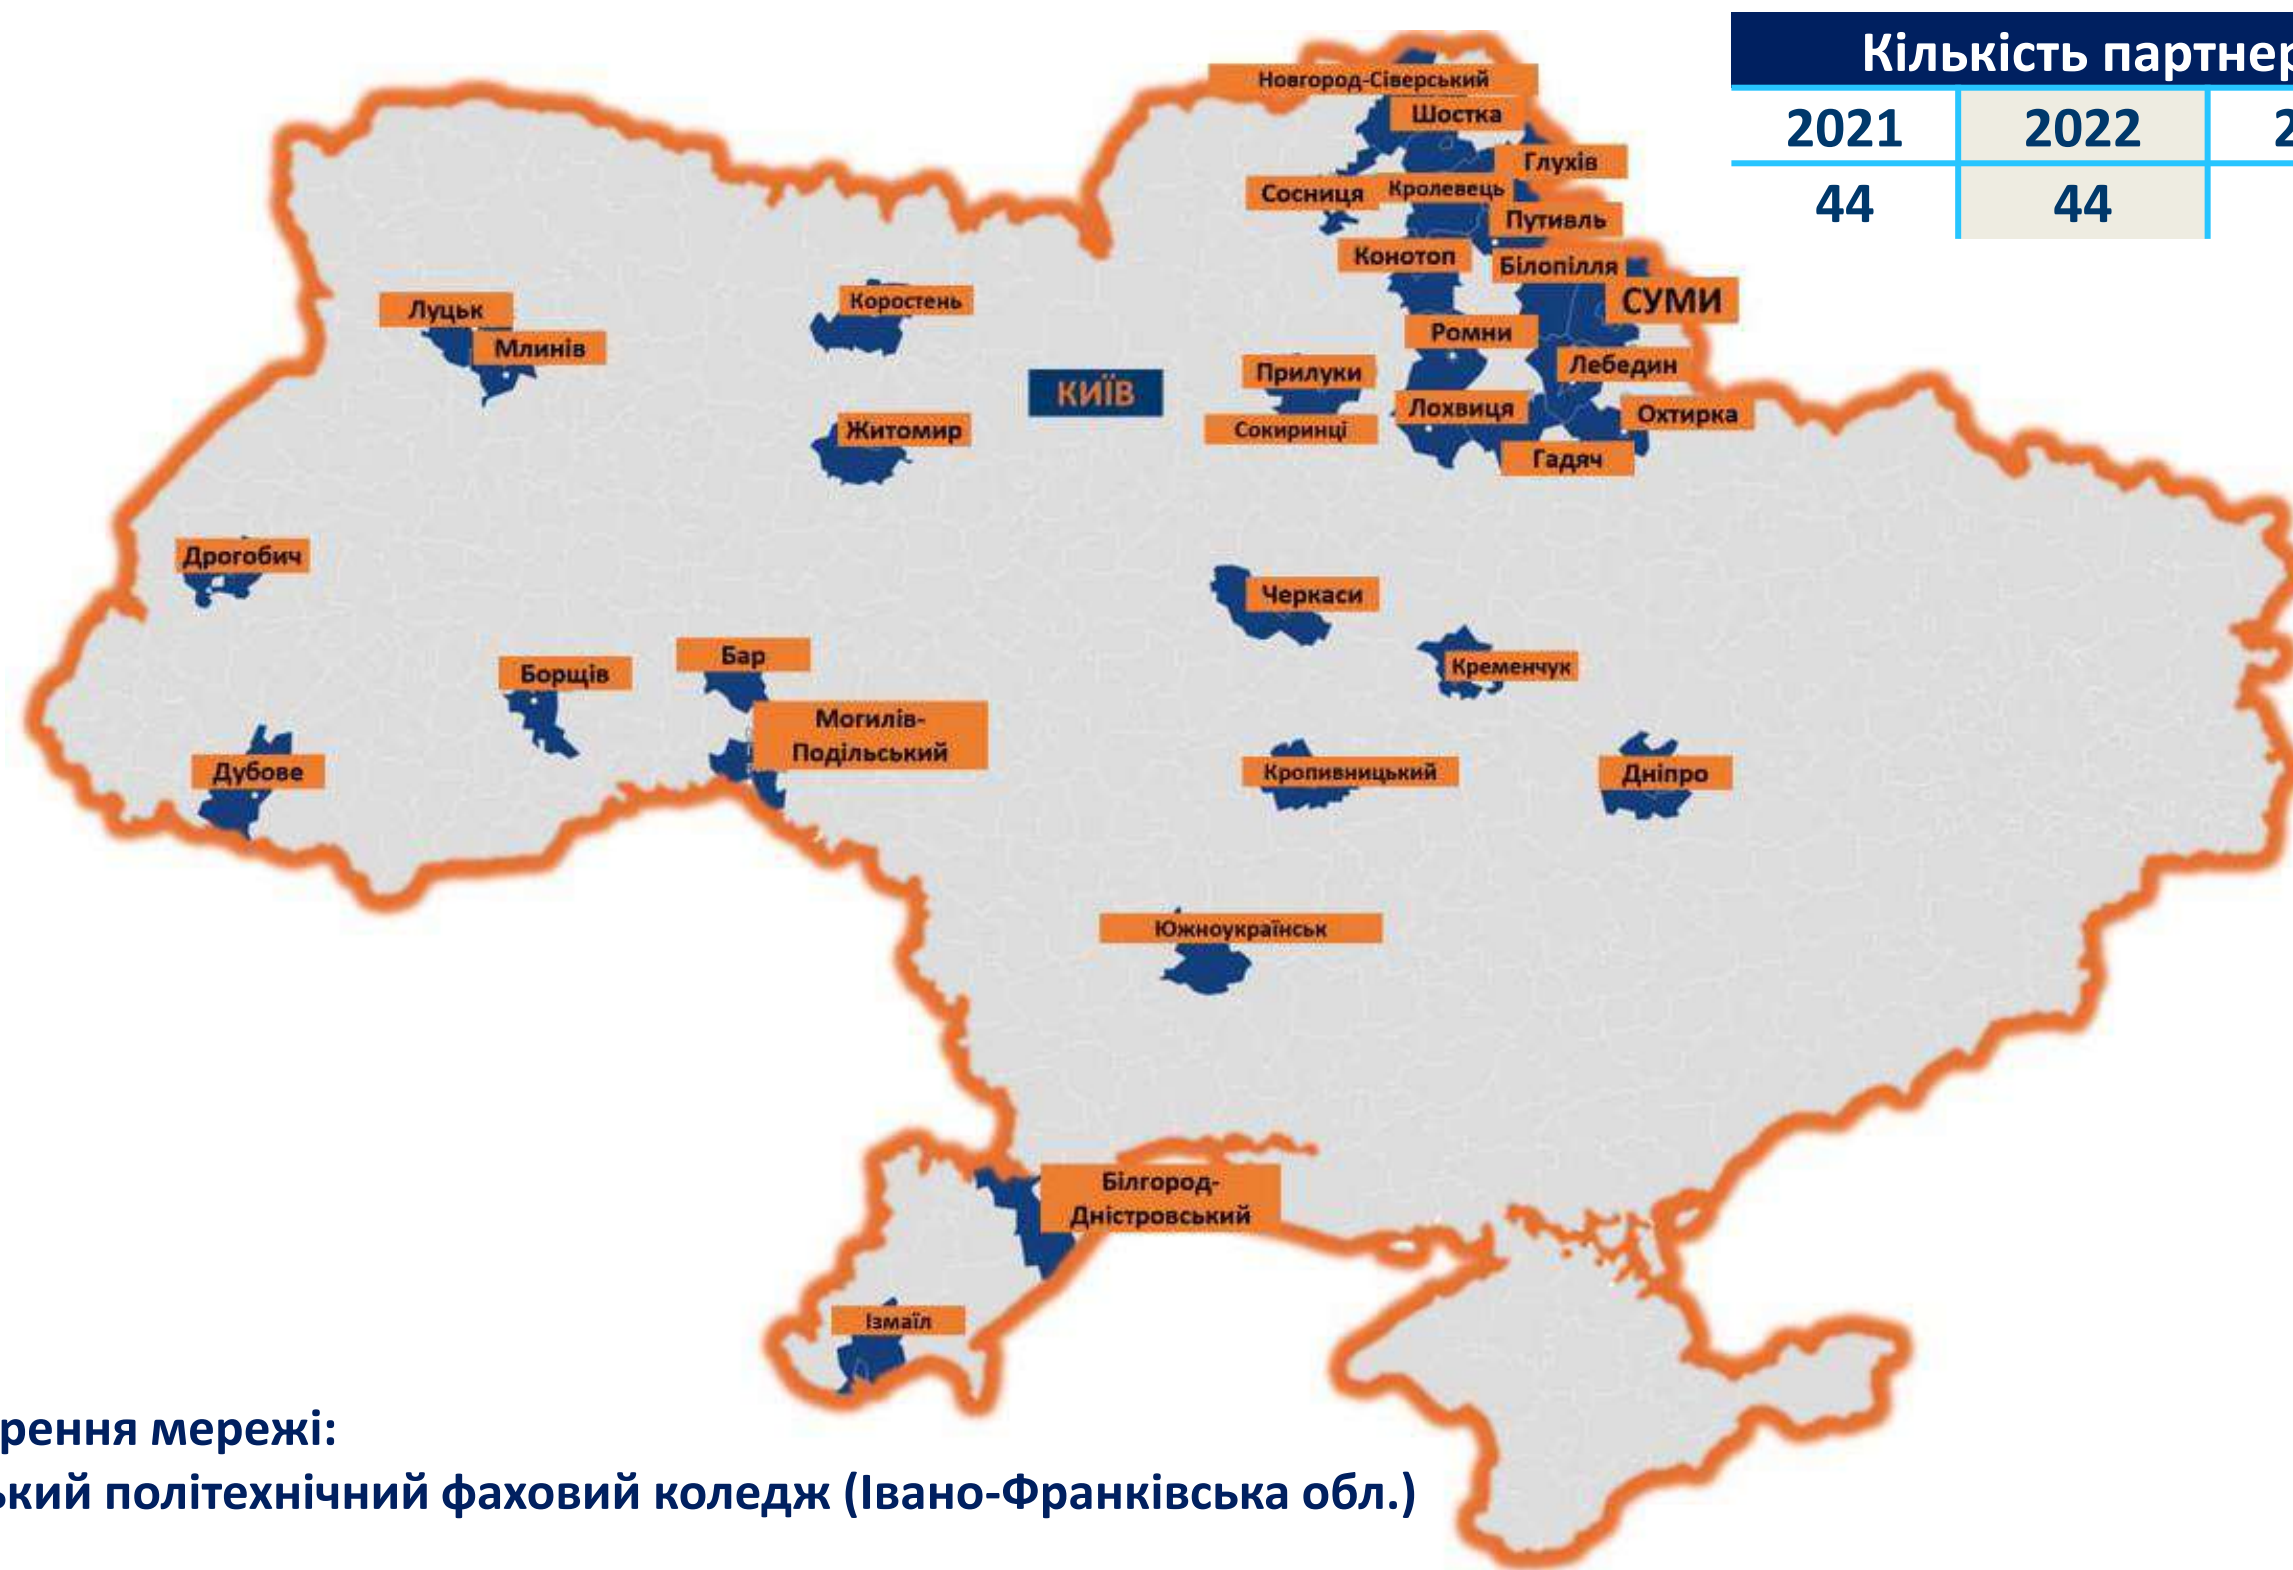 Кількість партнер
2021 2022 2
44 44
Новгород-Сіверський
Шостка
Глухів
Сосниця
Кролевець
Путивль
Конотоп
Білопілля
СУМИ
Луцьк
Коростень
Млинів
Ромни
Лебедин
Прилуки
КИЇВ
Лохвиця
Охтирка
Житомир
Сокиринці
Гадяч
Дрогобич
Черкаси
Бар
Кременчук
Борщів
Могилів-
Подільський
Дубове
Кропивницький
Дніпро
Южноукраїнськ
Білгород-
Дністровський
Ізмаїл
рення мережі:
ький політехнічний фаховий коледж (Івано-Франківська обл.)